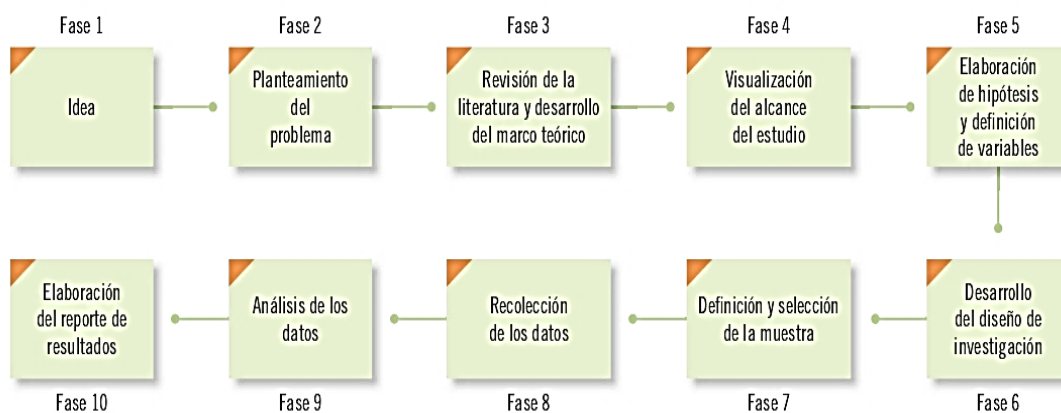 Fase 1
Idea
Fase 2
Planteamiento
del
problema
Fase 3
Revisión de la
literatura y desarrollo
del marco teórico
Fase 4
Visualización
del alcance
del estudio
Fase 5
Elaboración
de hipótesis
y definición
de variables
Desarrollo
del diseño de
investigación
Fase 6
Definición y selección
de la muestra
Fase 7
Recolección
de los datos
Fase 8
Análisis de los
datos
Fase 9
Elaboración
del reporte de
resultados
Fase 10